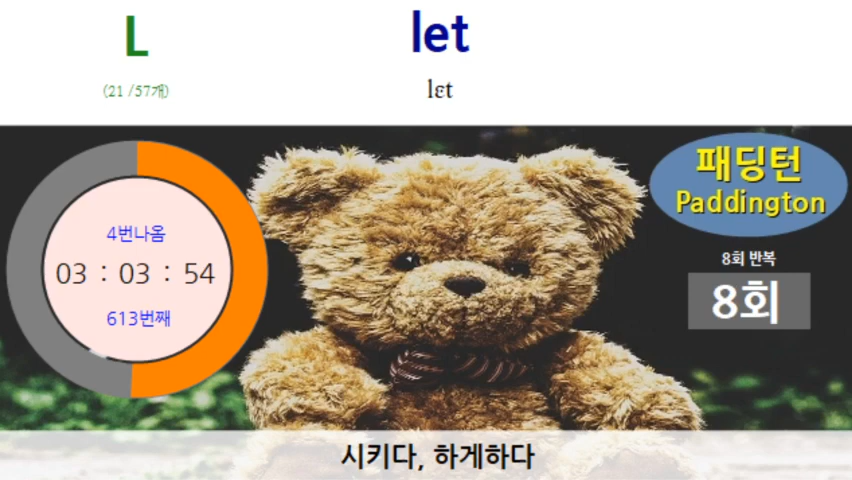 L
let
(21 /57개)
lɛt
패딩턴
Paddington
4번나옴
03 : 03 : 54
613번째
8회 반복
8회
시키다, 하게하다